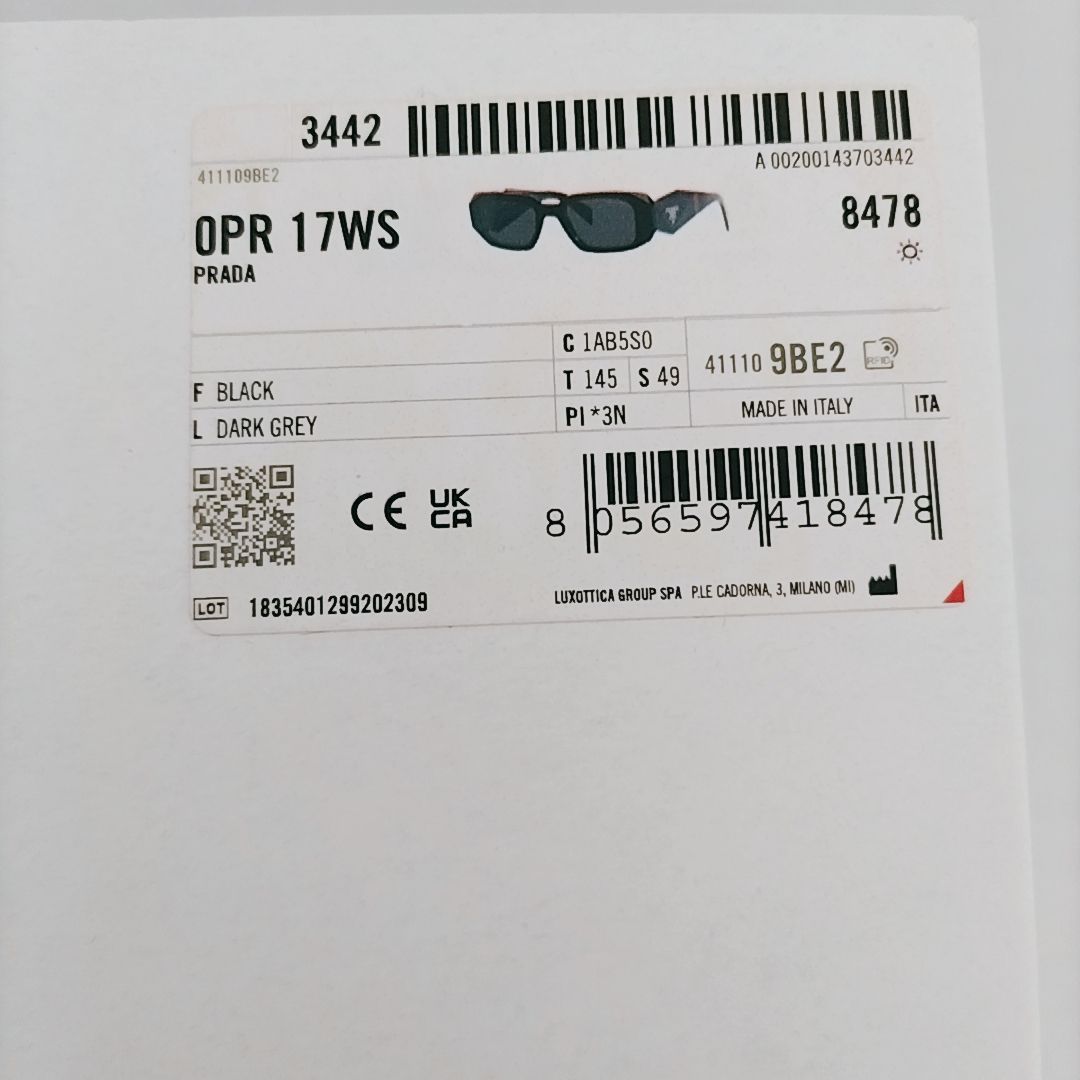 3442
A 00200143703442
411109BE2
0PR 17WS
8478
PRADA
C 1AB5S0
F BLACK
T 145 S 49
41110 9BE2 RFID
L DARK GREY
PI *3N
MADE IN ITALY ITA
CE UK CA
8 056597 418478
LOT 1835401299202309
LUXOTTICA GROUP SPA P.LE CADORNA, 3, MILANO (MI)